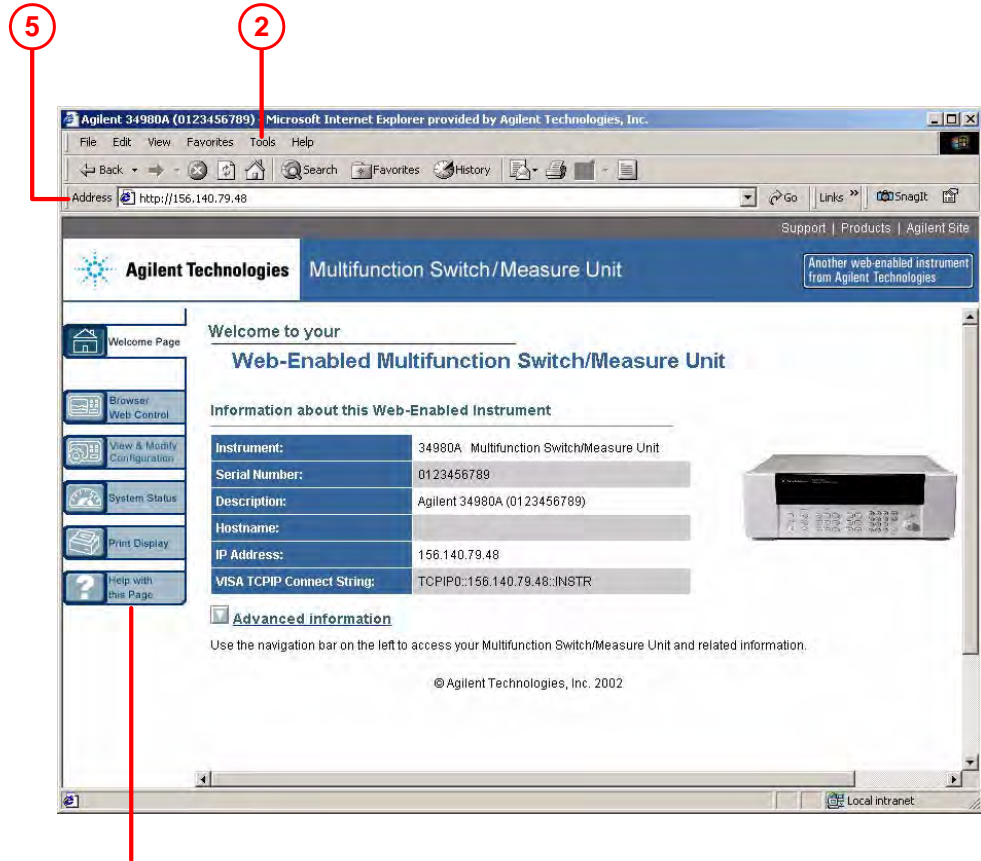 5 2
Agilent 34980A (0123456789) - Microsoft Internet Explorer provided by Agilent Technologies, Inc.
File Edit View Favorites Tools Help
Back Search Favorites History
Address http://156.140.79.48 Go Links » SnagIt
Support | Products | Agilent Site
Agilent Technologies Multifunction Switch/Measure Unit
Another web-enabled instrument
from Agilent Technologies
Welcome Page
Browser
Web Control
View & Modify
Configuration
System Status
Print Display
Help with
this Page
Welcome to your
Web-Enabled Multifunction Switch/Measure Unit
Information about this Web-Enabled Instrument
Instrument: 34980A Multifunction Switch/Measure Unit
Serial Number: 0123456789
Description: Agilent 34980A (0123456789)
Hostname:
IP Address: 156.140.79.48
VISA TCPIP Connect String: TCPIP0::156.140.79.48::INSTR
Advanced information
Use the navigation bar on the left to access your Multifunction Switch/Measure Unit and related information.
© Agilent Technologies, Inc. 2002
Local intranet